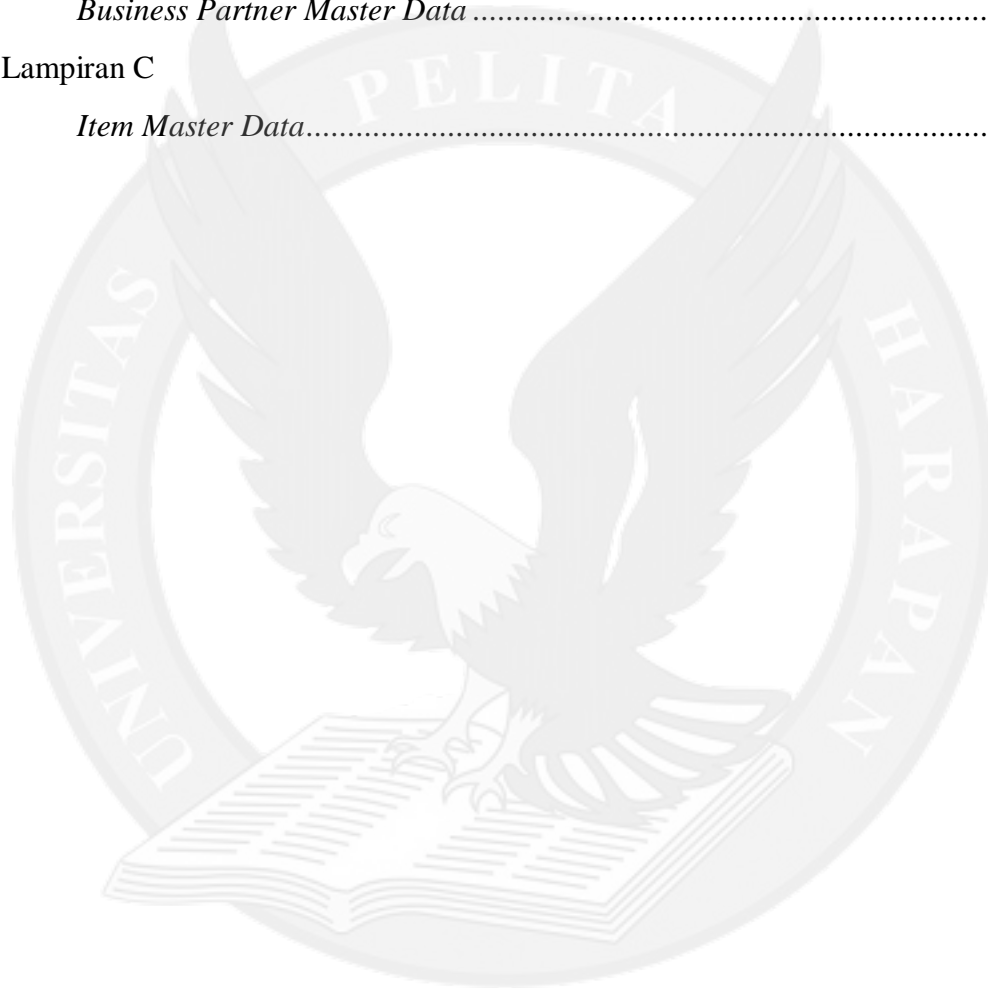 Business Partner Master Data ................................................................
Lampiran C
Item Master Data.....................................................................................
UNIVERSITAS PELITA HARAPAN